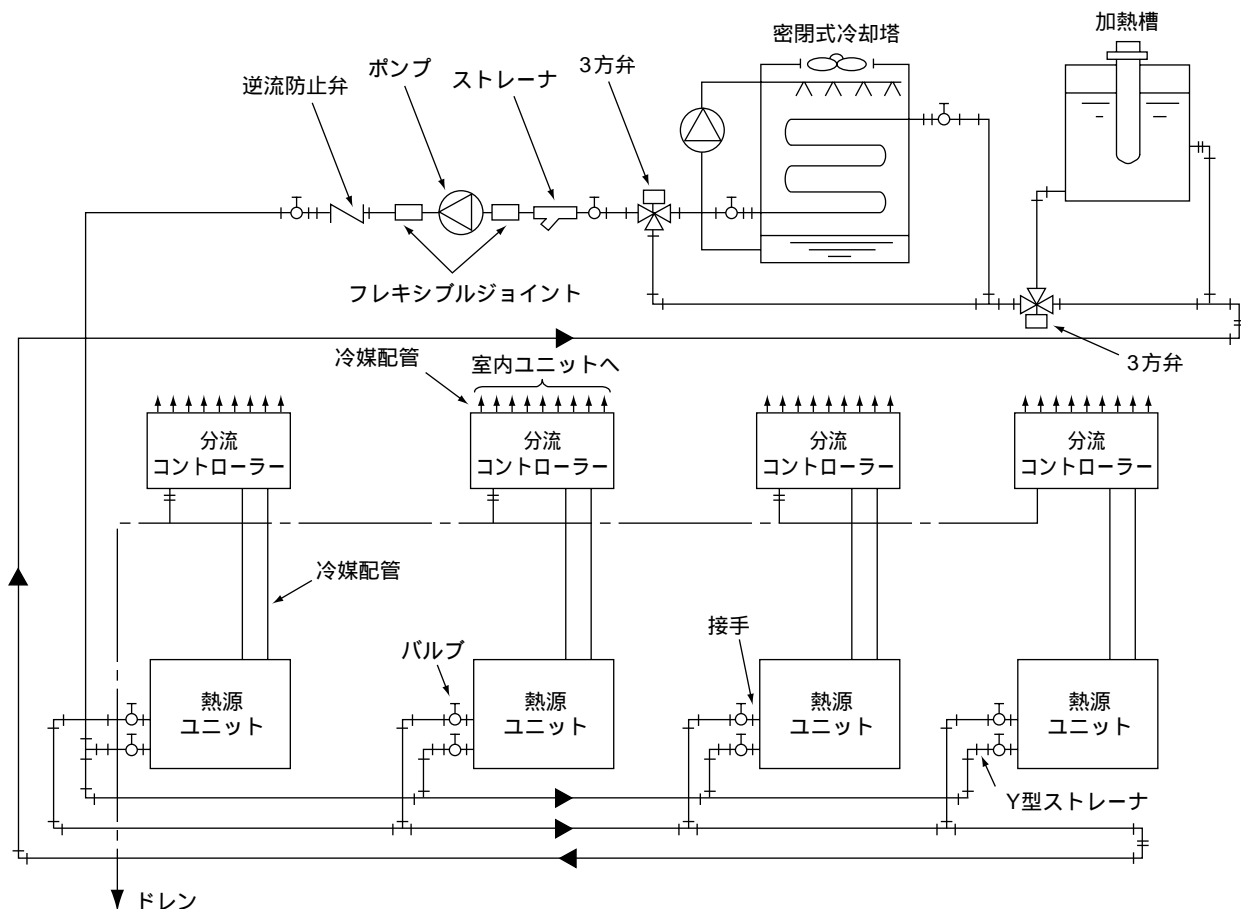 密閉式冷却塔
加熱槽
逆流防止弁
ポンプ
ストレーナ
3方弁
フレキシブルジョイント
3方弁
冷媒配管
室内ユニットへ
分流
コントローラー
分流
コントローラー
分流
コントローラー
分流
コントローラー
冷媒配管
バルブ
接手
熱源
ユニット
熱源
ユニット
熱源
ユニット
熱源
ユニット
Y型ストレーナ
ドレン